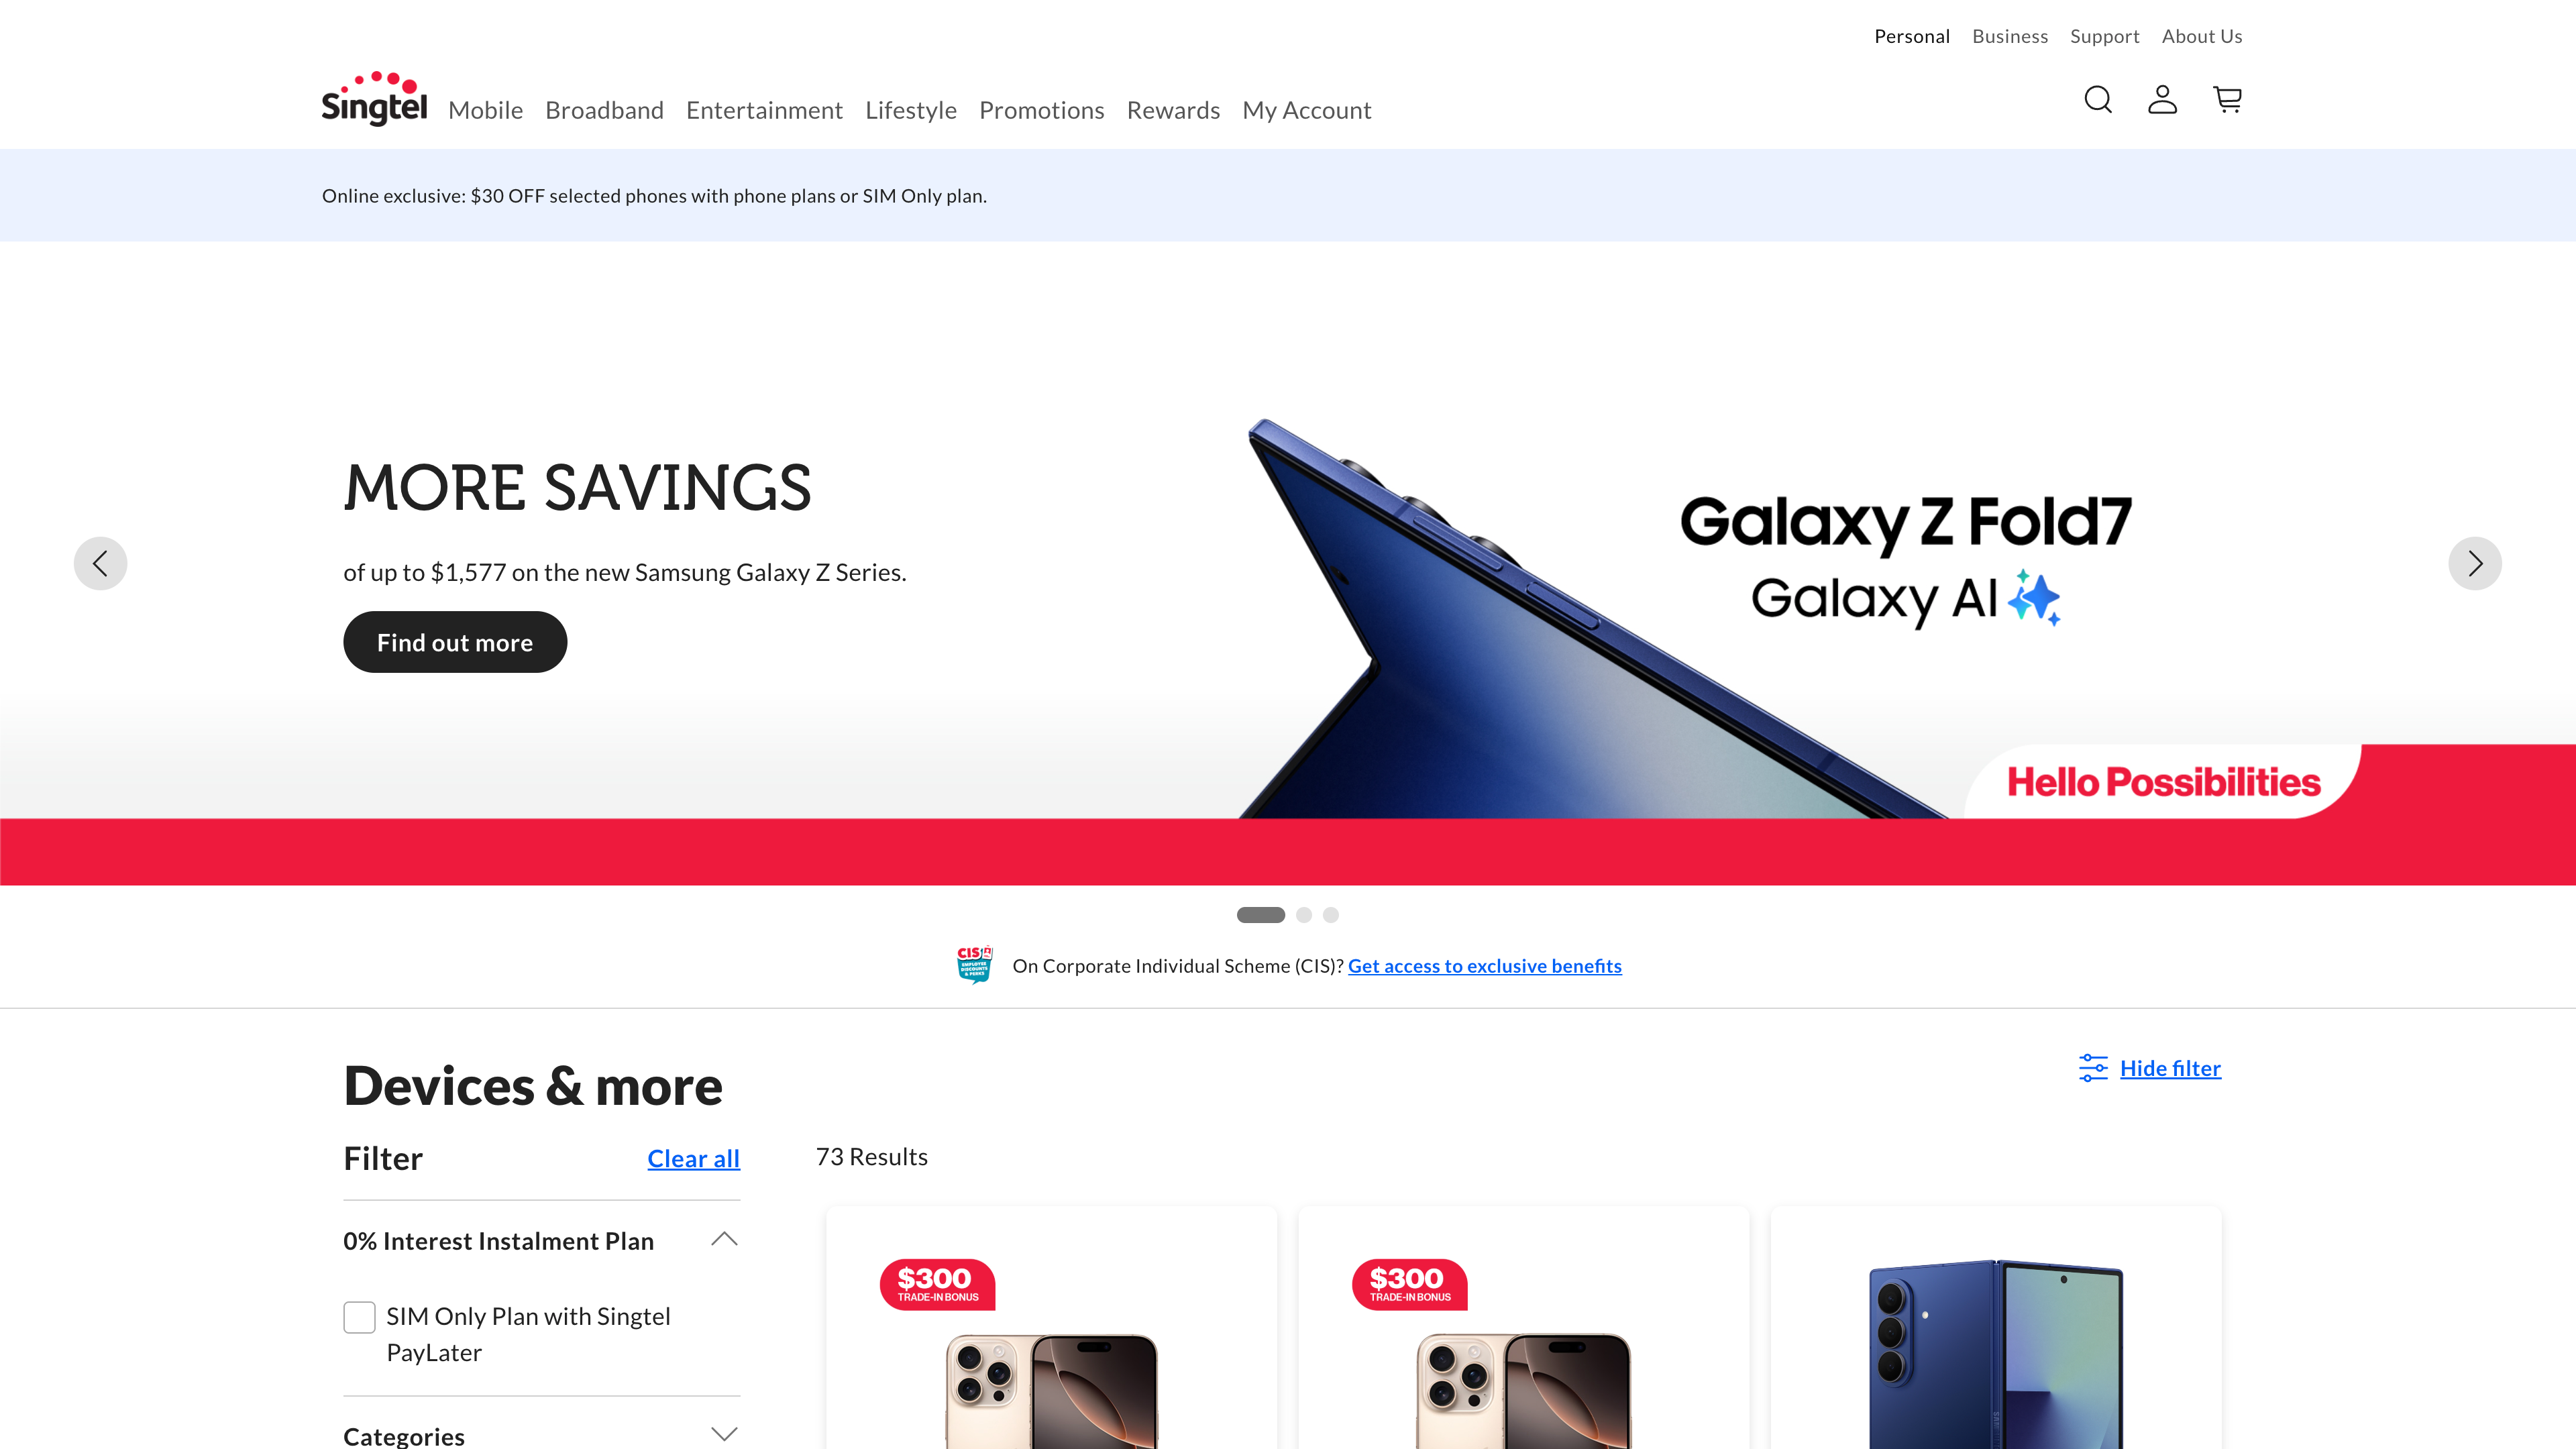 Personal Business Support About Us
Singtel Mobile Broadband Entertainment Lifestyle Promotions Rewards My Account
Online exclusive: $30 OFF selected phones with phone plans or SIM Only plan.
MORE SAVINGS
of up to $1,577 on the new Samsung Galaxy Z Series.
Find out more
Galaxy Z Fold7
Galaxy AI
Hello Possibilities
CIS
EMPLOYEE
DISCOUNTS
& PERKS
On Corporate Individual Scheme (CIS)? Get access to exclusive benefits
Devices & more
Hide filter
Filter Clear all
73 Results
0% Interest Instalment Plan
SIM Only Plan with Singtel
PayLater
Categories
$300
TRADE-IN BONUS
$300
TRADE-IN BONUS